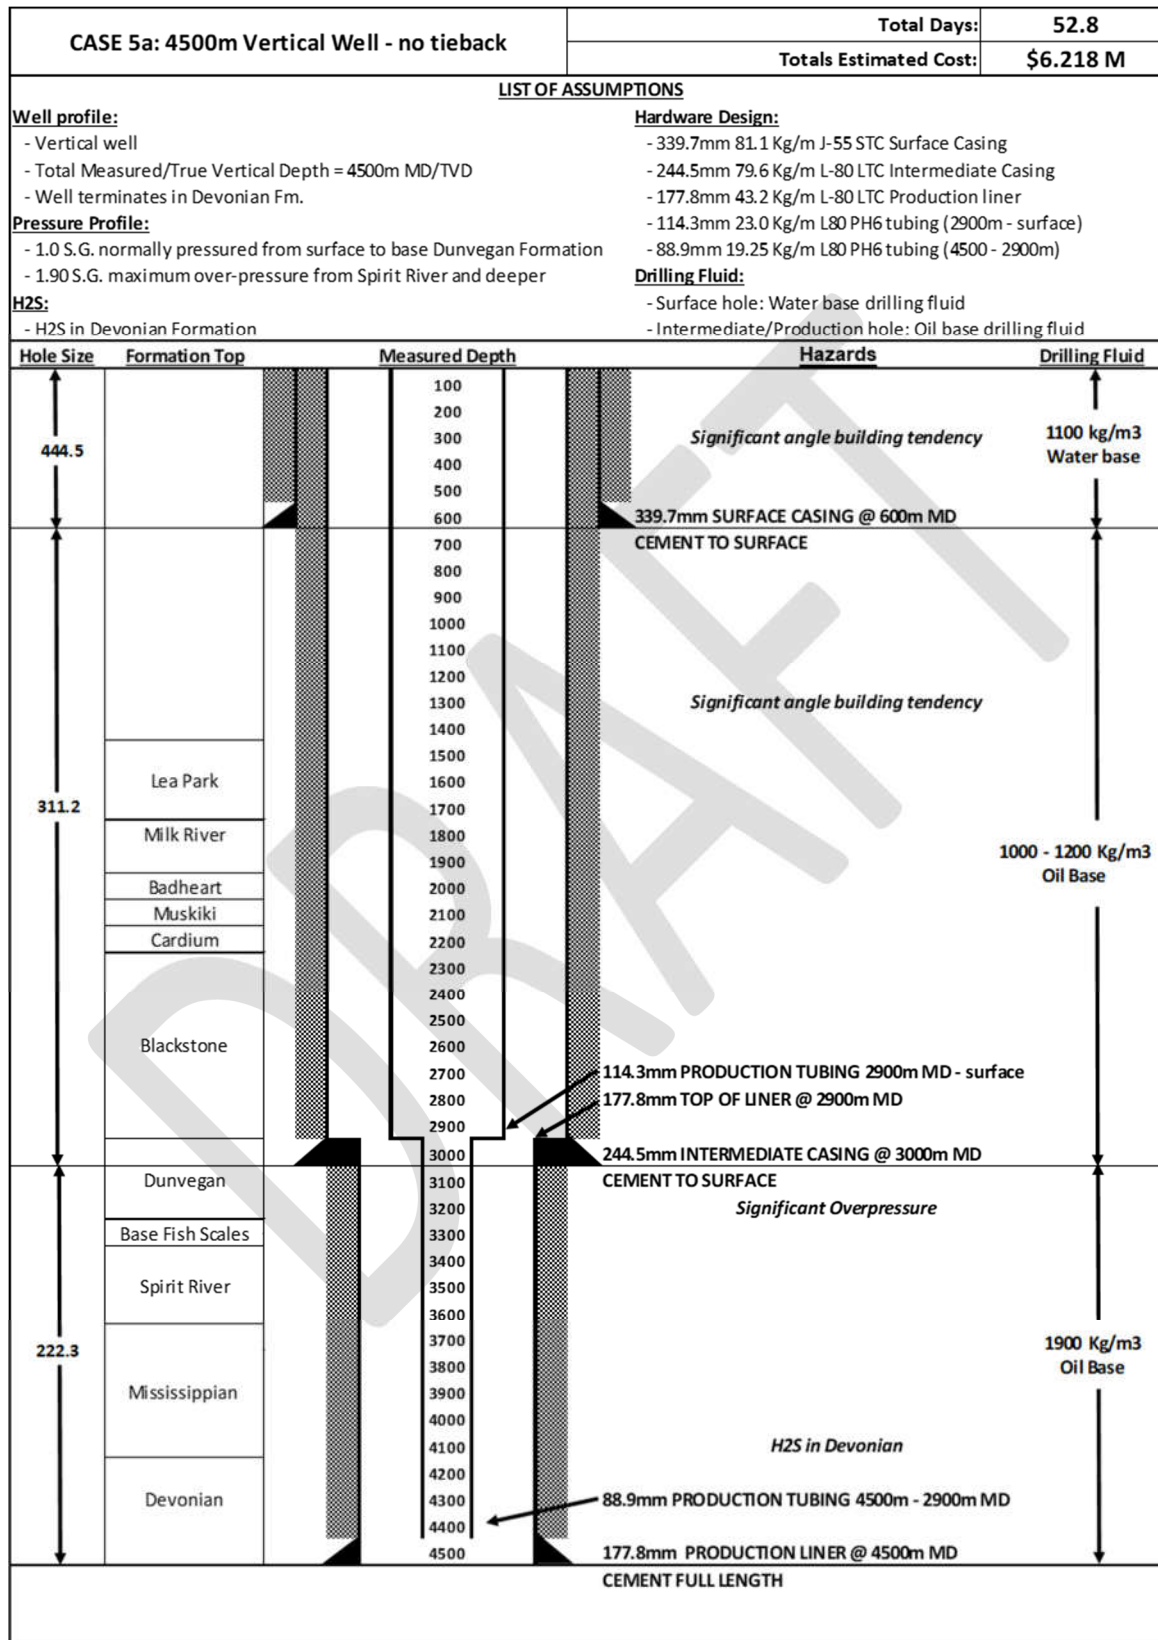 CASE 5a: 4500m Vertical Well - no tieback
Total Days: 52.8
Totals Estimated Cost: $6.218 M
LIST OF ASSUMPTIONS
Well profile:
- Vertical well
- Total Measured/True Vertical Depth = 4500m MD/TVD
- Well terminates in Devonian Fm.
Pressure Profile:
- 1.0 S.G. normally pressured from surface to base Dunvegan Formation
- 1.90 S.G. maximum over-pressure from Spirit River and deeper
H2S:
- H2S in Devonian Formation
Hardware Design:
- 339.7mm 81.1 Kg/m J-55 STC Surface Casing
- 244.5mm 79.6 Kg/m L-80 LTC Intermediate Casing
- 177.8mm 43.2 Kg/m L-80 LTC Production liner
- 114.3mm 23.0 Kg/m L80 PH6 tubing (2900m - surface)
- 88.9mm 19.25 Kg/m L80 PH6 tubing (4500 - 2900m)
Drilling Fluid:
- Surface hole: Water base drilling fluid
- Intermediate/Production hole: Oil base drilling fluid
Hole Size
Formation Top
Measured Depth
Hazards
Drilling Fluid
444.5
311.2
222.3
Lea Park
Milk River
Badheart
Muskiki
Cardium
Blackstone
Dunvegan
Base Fish Scales
Spirit River
Mississippian
Devonian
100
200
300
400
500
600
700
800
900
1000
1100
1200
1300
1400
1500
1600
1700
1800
1900
2000
2100
2200
2300
2400
2500
2600
2700
2800
2900
3000
3100
3200
3300
3400
3500
3600
3700
3800
3900
4000
4100
4200
4300
4400
4500
Significant angle building tendency
339.7mm SURFACE CASING @ 600m MD
CEMENT TO SURFACE
Significant angle building tendency
114.3mm PRODUCTION TUBING 2900m MD - surface
177.8mm TOP OF LINER @ 2900m MD
244.5mm INTERMEDIATE CASING @ 3000m MD
CEMENT TO SURFACE
Significant Overpressure
H2S in Devonian
88.9mm PRODUCTION TUBING 4500m - 2900m MD
177.8mm PRODUCTION LINER @ 4500m MD
CEMENT FULL LENGTH
1100 kg/m3
Water base
1000 - 1200 Kg/m3
Oil Base
1900 Kg/m3
Oil Base
DRAFT